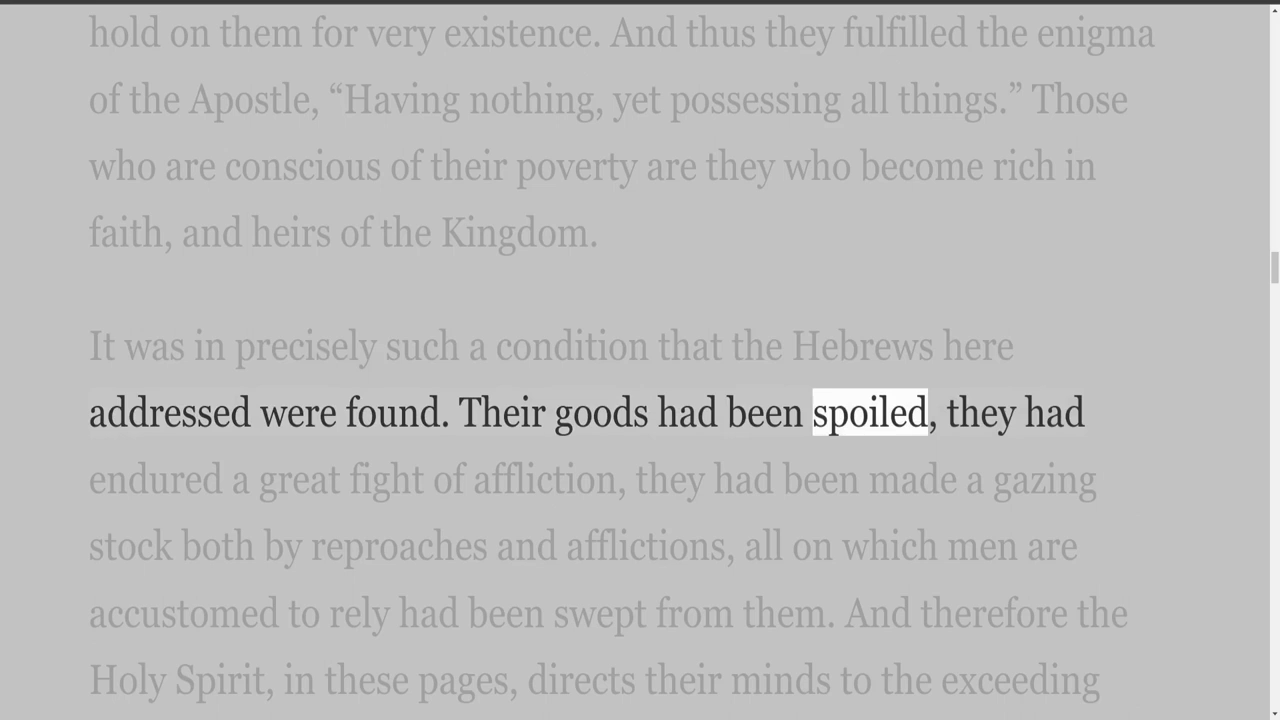 hold on them for very existence. And thus they fulfilled the enigma
of the Apostle, “Having nothing, yet possessing all things.” Those
who are conscious of their poverty are they who become rich in
faith, and heirs of the Kingdom.
It was in precisely such a condition that the Hebrews here
addressed were found. Their goods had been spoiled, they had
endured a great fight of affliction, they had been made a gazing
stock both by reproaches and afflictions, all on which men are
accustomed to rely had been swept from them. And therefore the
Holy Spirit, in these pages, directs their minds to the exceeding